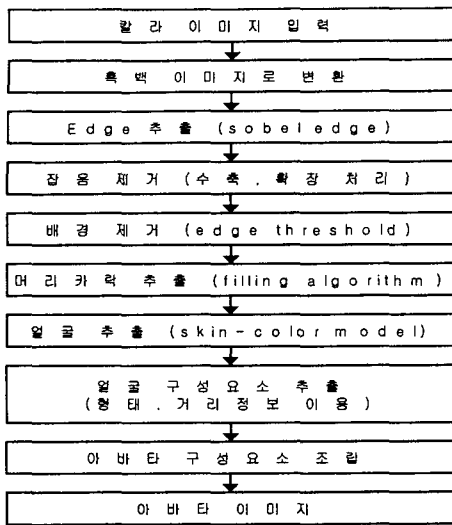 칼라 이미지 입력
흑백 이미지로 변환
Edge 추출 (sobel edge)
잡음 제거 (수축, 확장 처리)
배경 제거 (edge threshold)
머리카락 추출 (filling algorithm)
얼굴 추출 (skin-color model)
얼굴 구성요소 추출
(형태, 거리정보 이용)
아바타 구성요소 조립
아바타 이미지